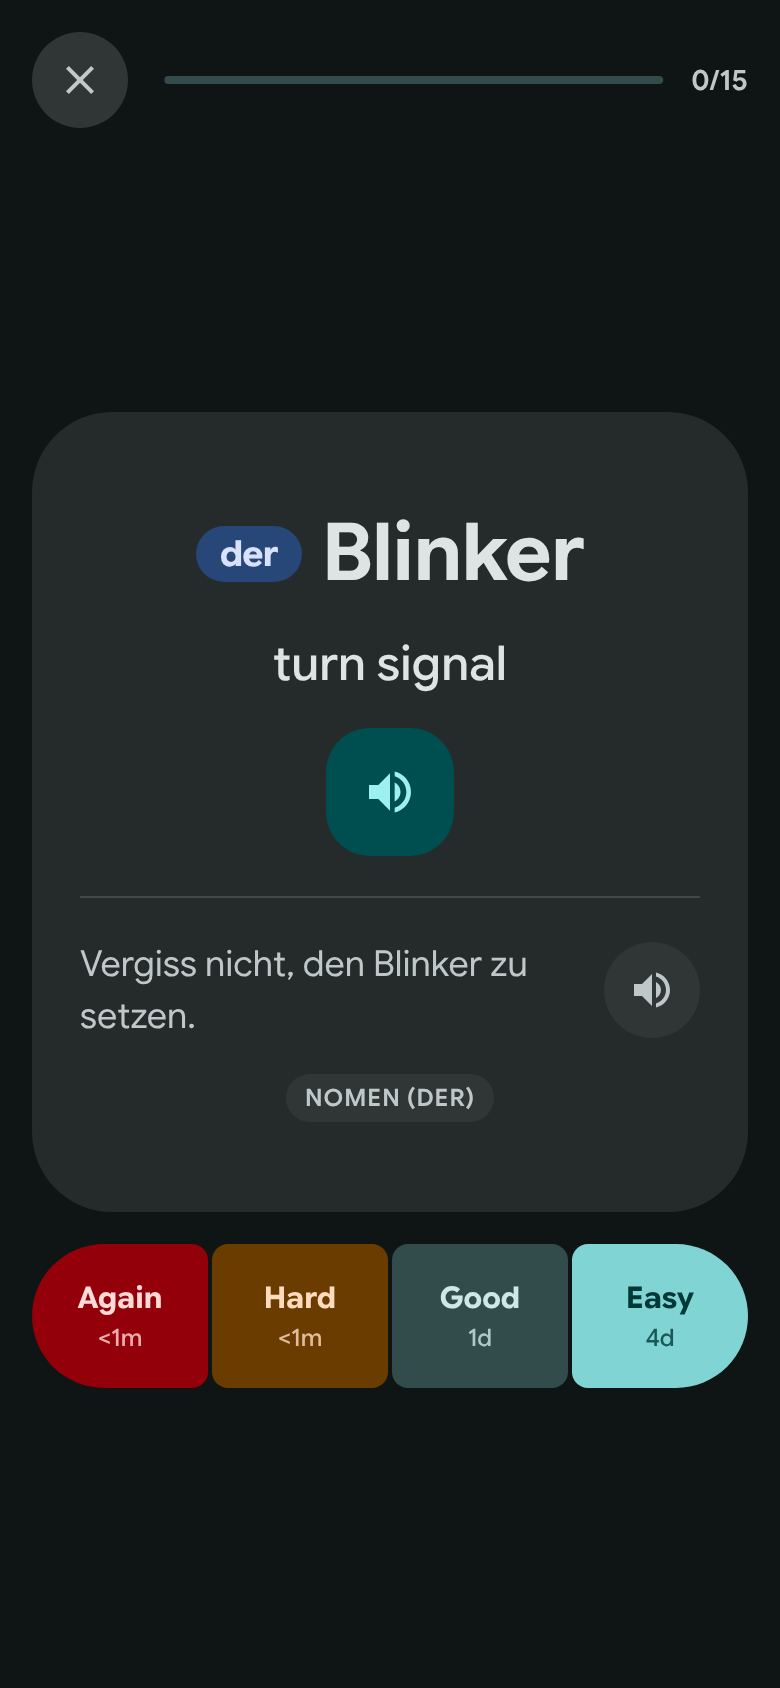 0/15
der Blinker
turn signal
Vergiss nicht, den Blinker zu
setzen.
NOMEN (DER)
Again Hard Good Easy
<1m <1m 1d 4d